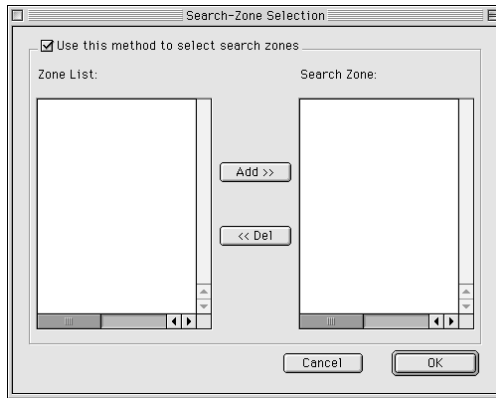 Search-Zone Selection
Use this method to select search zones
Zone List:
Search Zone:
Add >>
<< Del
Cancel
OK